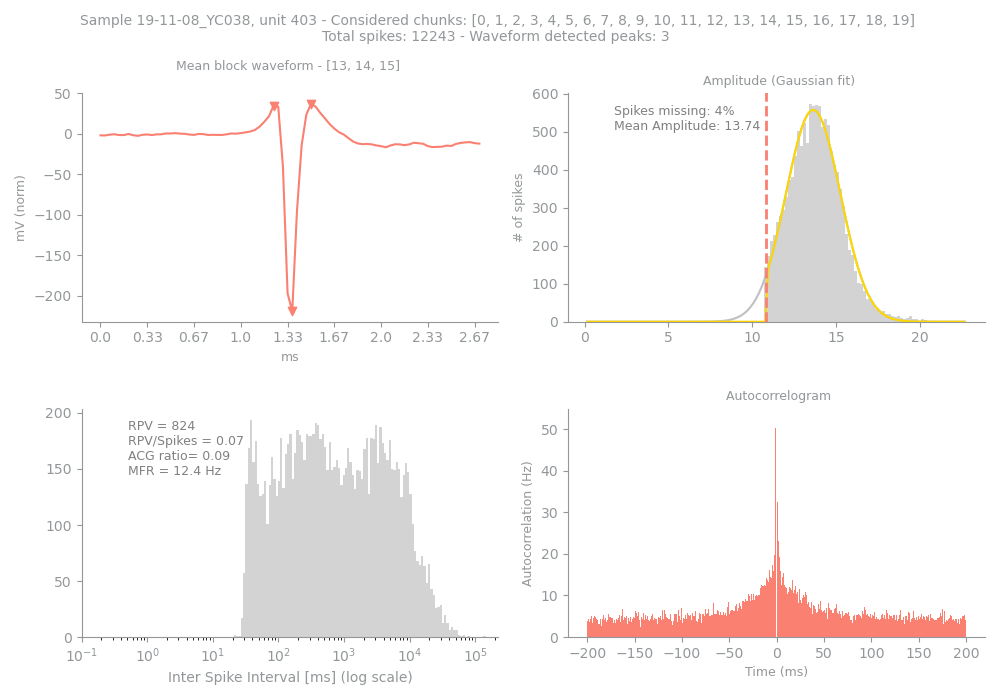 Sample 19-11-08_YC038, unit 403 - Considered chunks: [0, 1, 2, 3, 4, 5, 6, 7, 8, 9, 10, 11, 12, 13, 14, 15, 16, 17, 18, 19]
Total spikes: 12243 - Waveform detected peaks: 3
Mean block waveform - [13, 14, 15]
50
0
−50
−100
−150
−200
mV (norm)
0.0 0.33 0.67 1.0 1.33 1.67 2.0 2.33 2.67
ms
Amplitude (Gaussian fit)
Spikes missing: 4%
Mean Amplitude: 13.74
600
500
400
300
200
100
0
# of spikes
0 5 10 15 20
RPV = 824
RPV/Spikes = 0.07
ACG ratio= 0.09
MFR = 12.4 Hz
200
150
100
50
0
10⁻¹ 10⁰ 10¹ 10² 10³ 10⁴ 10⁵
Inter Spike Interval [ms] (log scale)
Autocorrelogram
50
40
30
20
10
0
Autocorrelation (Hz)
−200 −150 −100 −50 0 50 100 150 200
Time (ms)